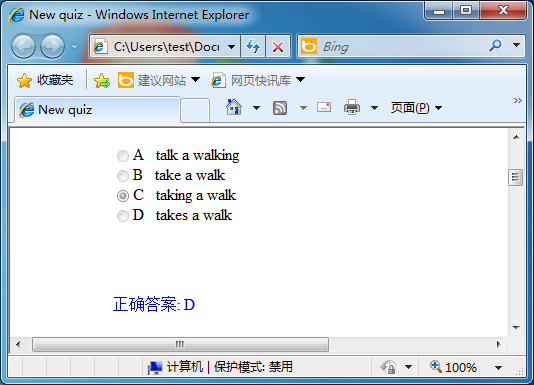 New quiz - Windows Internet Explorer
C:\Users\test\Docu
Bing
收藏夹 建议网站 网页快讯库
New quiz 页面(P)
A talk a walking
B take a walk
C taking a walk
D takes a walk
正确答案: D
计算机 | 保护模式: 禁用 100%